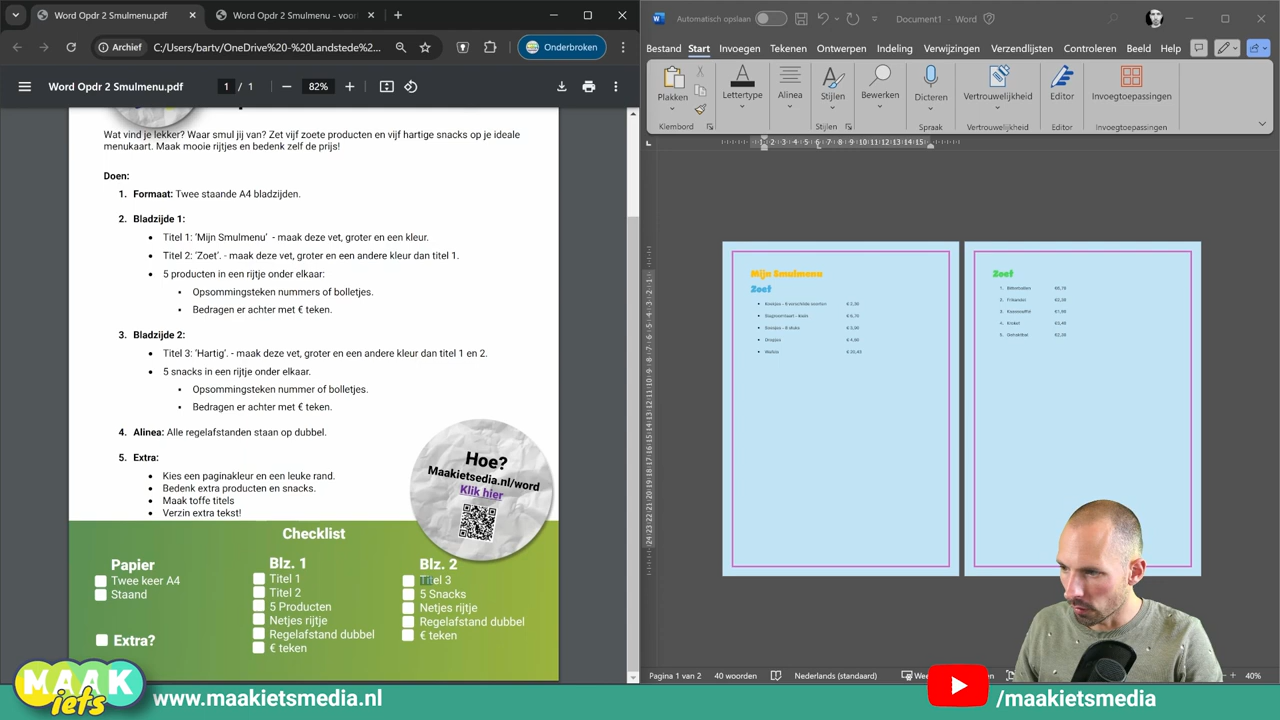 Word Opdr 2 Smulmenu.pdf
Word Opdr 2 Smulmenu - voor
Archief
C:/Users/bartv/OneDrive%20-%20Landstede%2...
Onderbroken
Word Opdr 2 Smulmenu.pdf
1 / 1
82%
Wat vind je lekker? Waar smul jij van? Zet vijf zoete producten en vijf hartige snacks op je ideale
menukaart. Maak mooie rijtjes en bedenk zelf de prijs!
Doen:
1. Formaat: Twee staande A4 bladzijden.
2. Bladzijde 1:
• Titel 1: 'Mijn Smulmenu' - maak deze vet, groter en een kleur.
• Titel 2: 'Zoet'. - maak deze vet, groter en een andere kluur dan titel 1.
• 5 producten in een rijtje onder elkaar:
• Opsommingsteken nummer of bolletjes.
• Bedragen er achter met € teken.
3. Bladzijde 2:
• Titel 3: 'Hartig'. - maak deze vet, groter en een andre kleur dan titel 1 en 2.
• 5 snacks in een rijtje onder elkaar.
• Opsommingsteken nummer of bolletjes.
• Bedragen er achter met € teken.
4. Alinea: Alle regelafstanden staan op dubbel.
5. Extra:
• Kies een paginakleur en een leuke rand.
• Bedenk extra producten en snacks.
• Maak toffe titels
• Verzin extra tekst!
Hoe?
Maakietsedia.nl/word
Klik hier
Checklist
Papier
Twee keer A4
Staand
Extra?
Blz. 1
Titel 1
Titel 2
5 Producten
Netjes rijtje
Regelafstand dubbel
€ teken
Blz. 2
Titel 3
5 Snacks
Netjes rijtje
Regelafstand dubbel
€ teken
Automatisch opslaan
Document1 - Word
Bestand Start Invoegen Tekenen Ontwerpen Indeling Verwijzingen Verzendlijsten Controleren Beeld Help
Plakken
Lettertype
Alinea
Stijlen
Bewerken
Dicteren
Vertrouwelijkheid
Editor
Invoegtoepassingen
Klembord
Stijlen
Spraak
Vertrouwelijkheid
Editor
Invoegtoepassingen
Mijn Smulmenu
Zoet
Zoet
Pagina 1 van 2
40 woorden
Nederlands (standaard)
40%
MAAK
iets
www.maakietsmedia.nl
/maakietsmedia